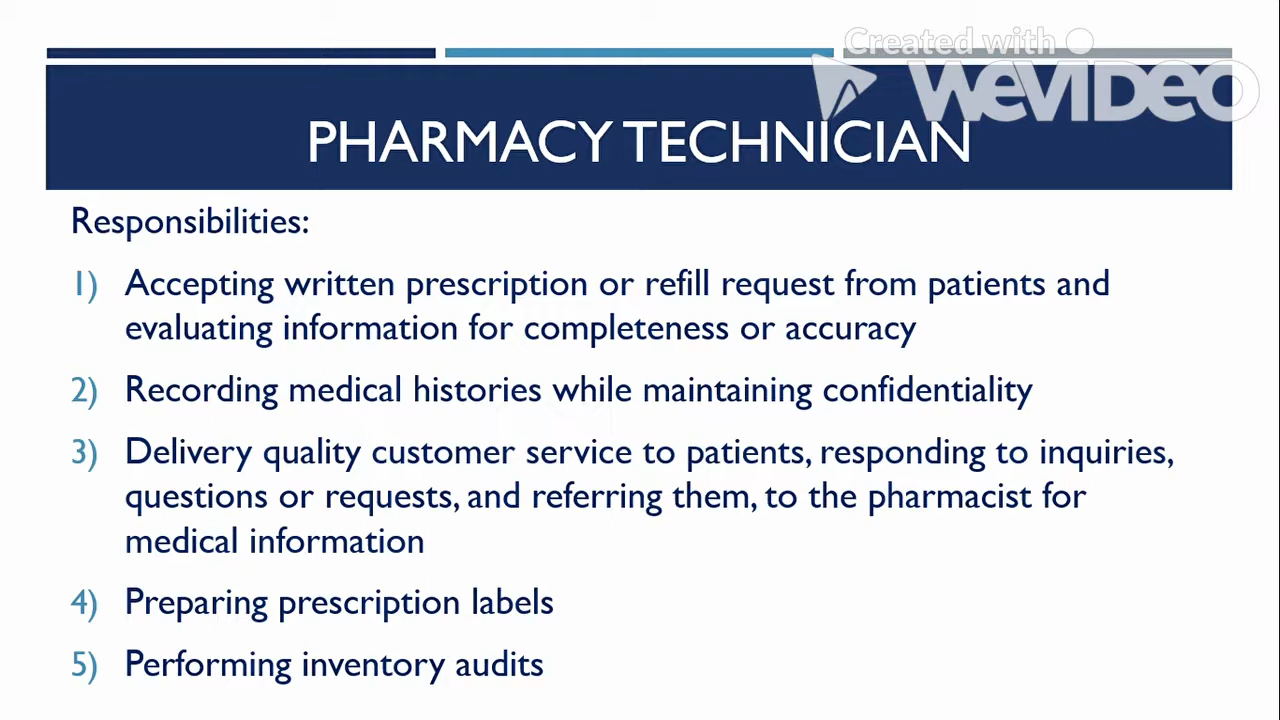 Created with
WeVIDEO
PHARMACY TECHNICIAN
Responsibilities:
1) Accepting written prescription or refill request from patients and
evaluating information for completeness or accuracy
2) Recording medical histories while maintaining confidentiality
3) Delivery quality customer service to patients, responding to inquiries,
questions or requests, and referring them, to the pharmacist for
medical information
4) Preparing prescription labels
5) Performing inventory audits